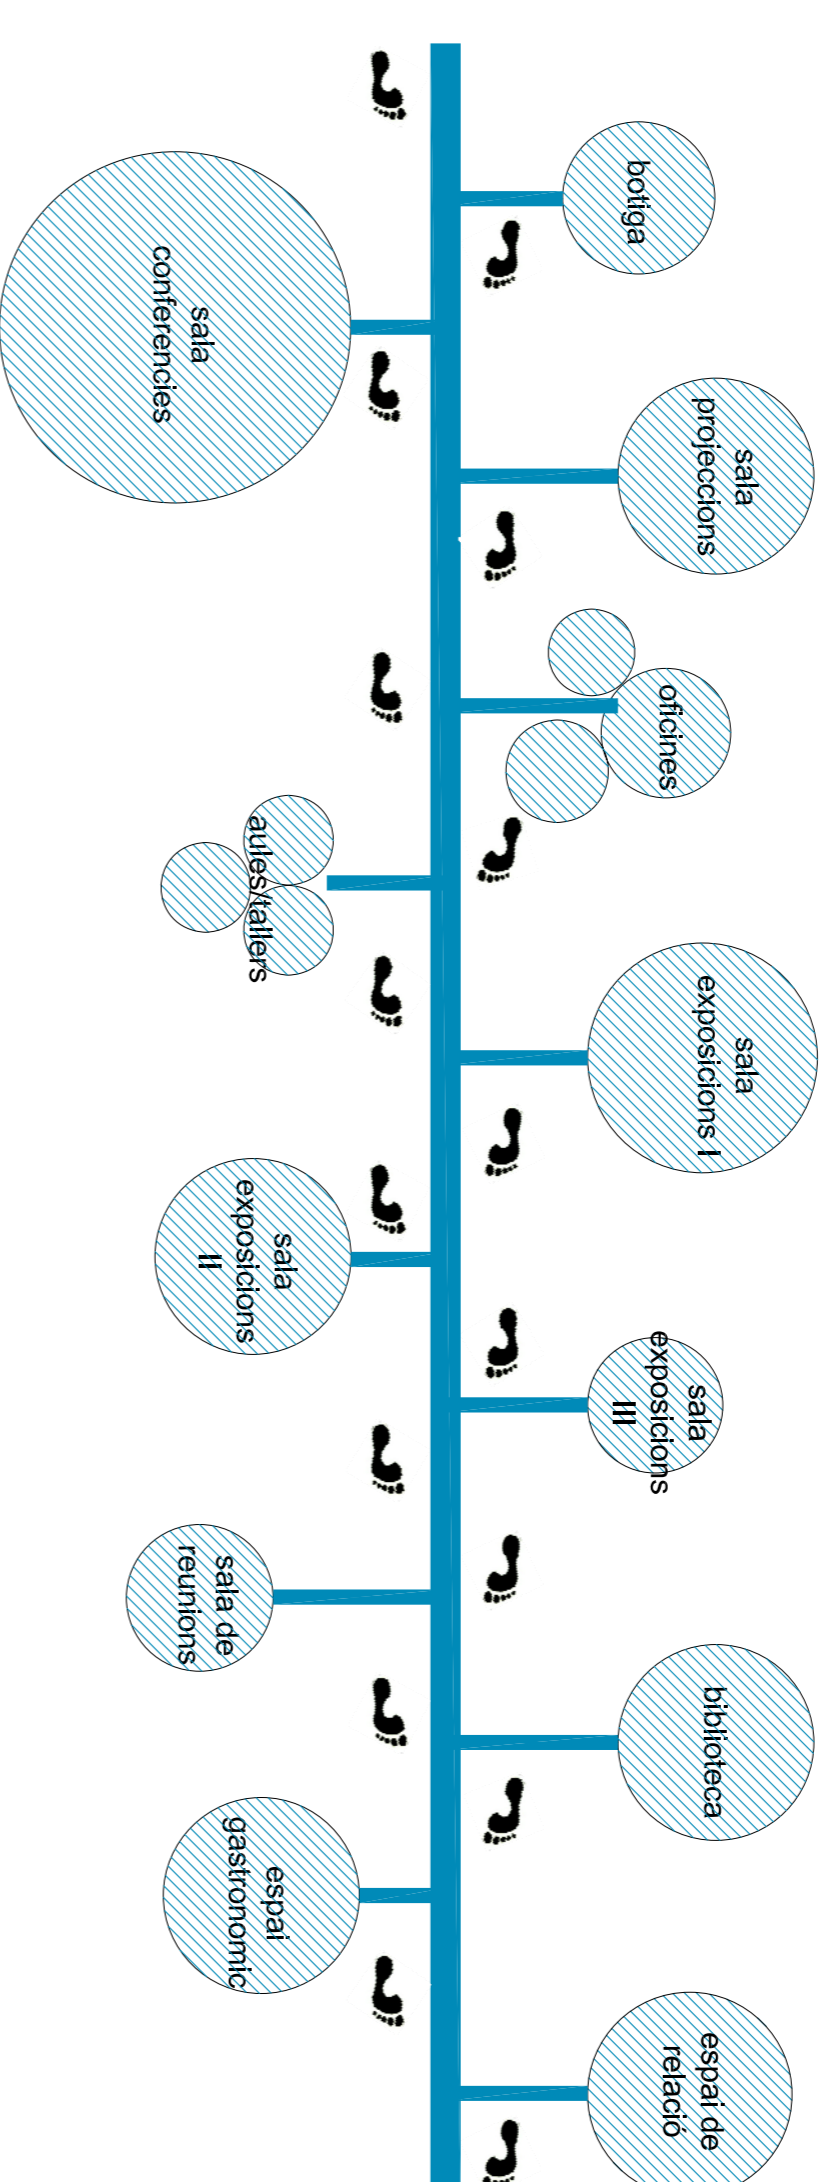 botiga
sala
conferencies
sala
projeccions
oficines
aules/tallers
sala
exposicions I
sala
exposicions
II
sala
exposicions
III
sala de
reunions
biblioteca
espai
gastronomic
espai de
relació